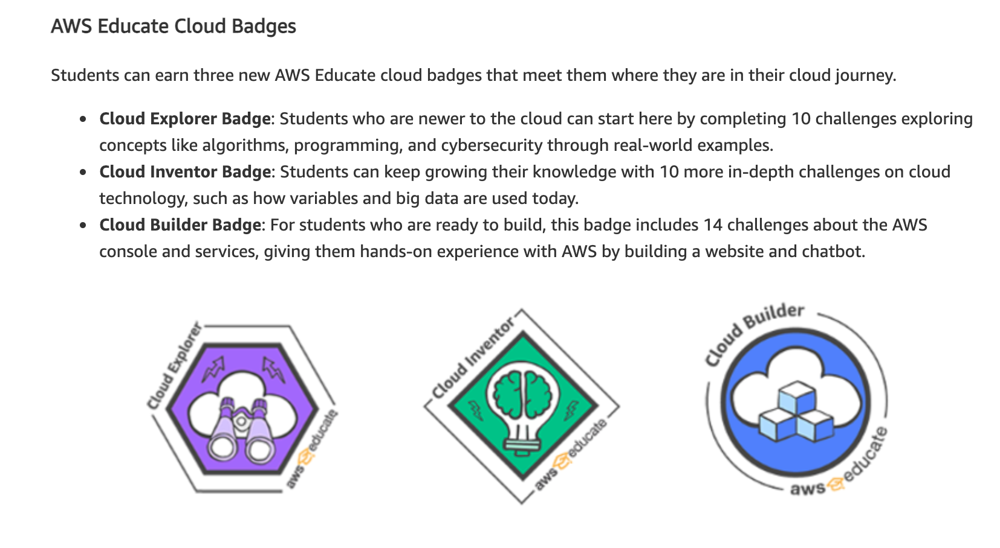 AWS Educate Cloud Badges
Students can earn three new AWS Educate cloud badges that meet them where they are in their cloud journey.
• Cloud Explorer Badge: Students who are newer to the cloud can start here by completing 10 challenges exploring
concepts like algorithms, programming, and cybersecurity through real-world examples.
• Cloud Inventor Badge: Students can keep growing their knowledge with 10 more in-depth challenges on cloud
technology, such as how variables and big data are used today.
• Cloud Builder Badge: For students who are ready to build, this badge includes 14 challenges about the AWS
console and services, giving them hands-on experience with AWS by building a website and chatbot.
Cloud Explorer
aws educate
Cloud Inventor
aws educate
Cloud Builder
aws educate